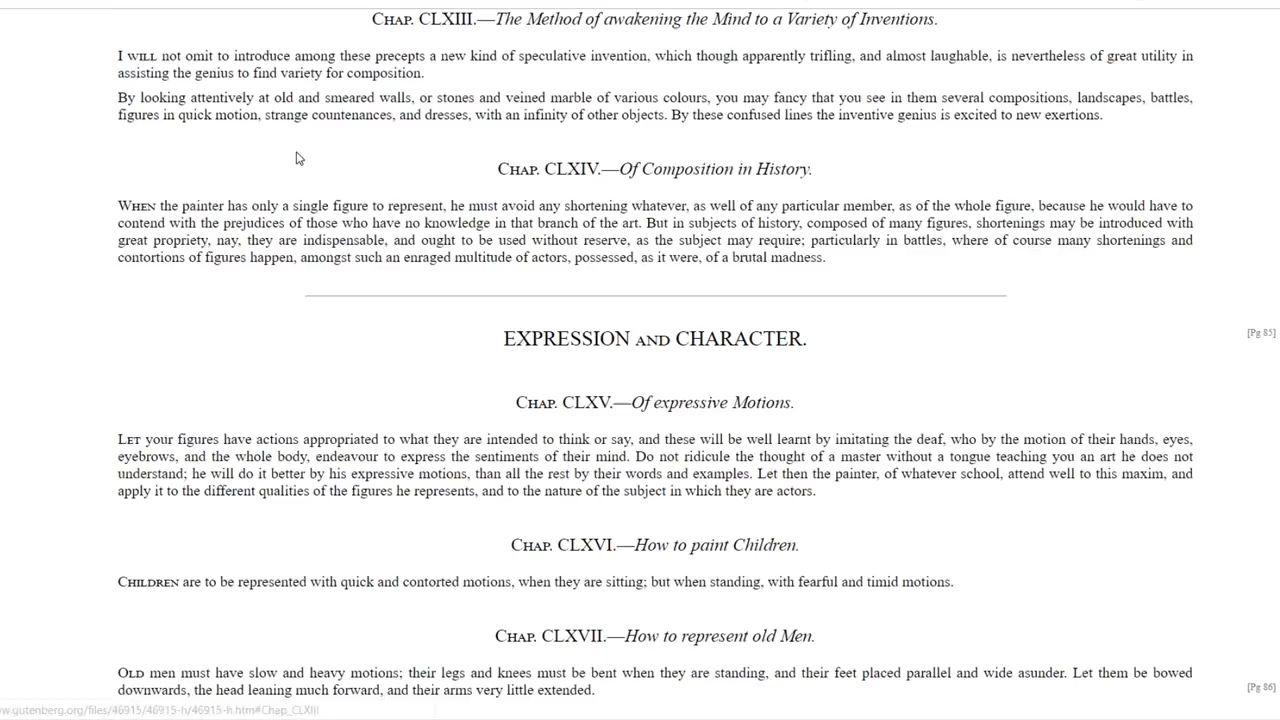 Chap. CLXIII.—The Method of awakening the Mind to a Variety of Inventions.
I will not omit to introduce among these precepts a new kind of speculative invention, which though apparently trifling, and almost laughable, is nevertheless of great utility in
assisting the genius to find variety for composition.
By looking attentively at old and smeared walls, or stones and veined marble of various colours, you may fancy that you see in them several compositions, landscapes, battles,
figures in quick motion, strange countenances, and dresses, with an infinity of other objects. By these confused lines the inventive genius is excited to new exertions.
Chap. CLXIV.—Of Composition in History.
When the painter has only a single figure to represent, he must avoid any shortening whatever, as well of any particular member, as of the whole figure, because he would have to
contend with the prejudices of those who have no knowledge in that branch of the art. But in subjects of history, composed of many figures, shortenings may be introduced with
great propriety, nay, they are indispensable, and ought to be used without reserve, as the subject may require; particularly in battles, where of course many shortenings and
contortions of figures happen, amongst such an enraged multitude of actors, possessed, as it were, of a brutal madness.
EXPRESSION and CHARACTER.
[Pg 85]
Chap. CLXV.—Of expressive Motions.
Let your figures have actions appropriated to what they are intended to think or say, and these will be well learnt by imitating the deaf, who by the motion of their hands, eyes,
eyebrows, and the whole body, endeavour to express the sentiments of their mind. Do not ridicule the thought of a master without a tongue teaching you an art he does not
understand; he will do it better by his expressive motions, than all the rest by their words and examples. Let then the painter, of whatever school, attend well to this maxim, and
apply it to the different qualities of the figures he represents, and to the nature of the subject in which they are actors.
Chap. CLXVI.—How to paint Children.
Children are to be represented with quick and contorted motions, when they are sitting; but when standing, with fearful and timid motions.
Chap. CLXVII.—How to represent old Men.
Old men must have slow and heavy motions; their legs and knees must be bent when they are standing, and their feet placed parallel and wide asunder. Let them be bowed
downwards, the head leaning much forward, and their arms very little extended.
[Pg 86]
ww.gutenberg.org/files/46915/46915-h/46915-h.htm#Chap_CLXIII